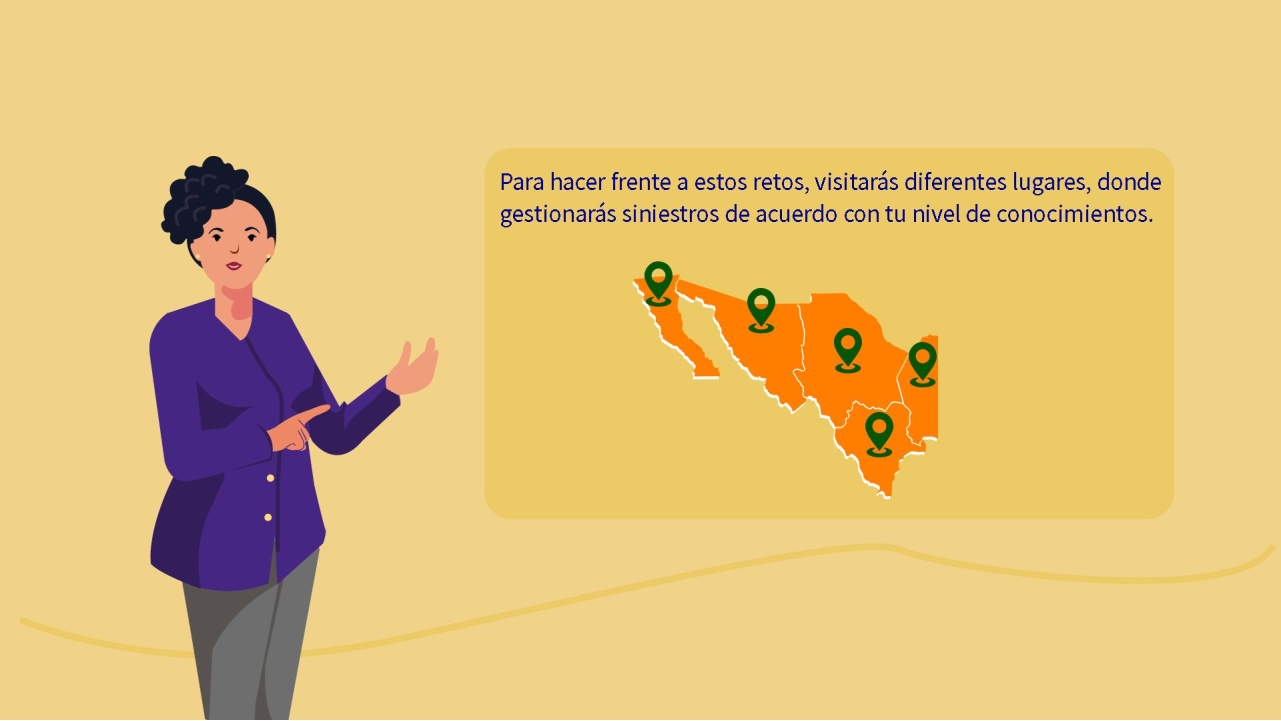 Para hacer frente a estos retos, visitarás diferentes lugares, donde
gestionarás siniestros de acuerdo con tu nivel de conocimientos.